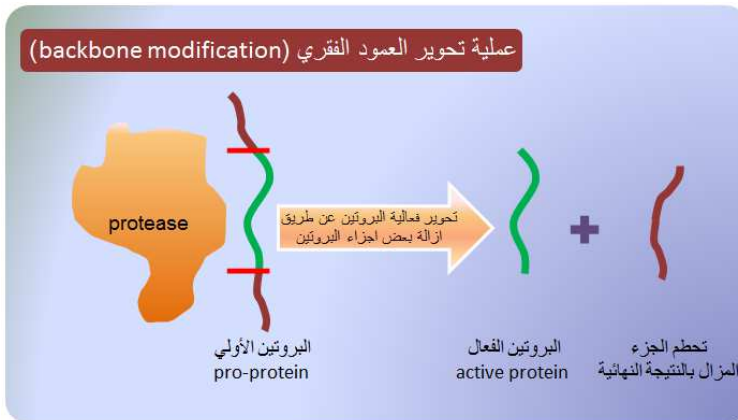 عملية تحوير العمود الفقري (backbone modification)
protease
تحوير فعالية البروتين عن طريق
ازالة بعض اجزاء البروتين
البروتين الأولي
pro-protein
البروتين الفعال
active protein
تحطم الجزء
المزال بالنتيجة النهائية